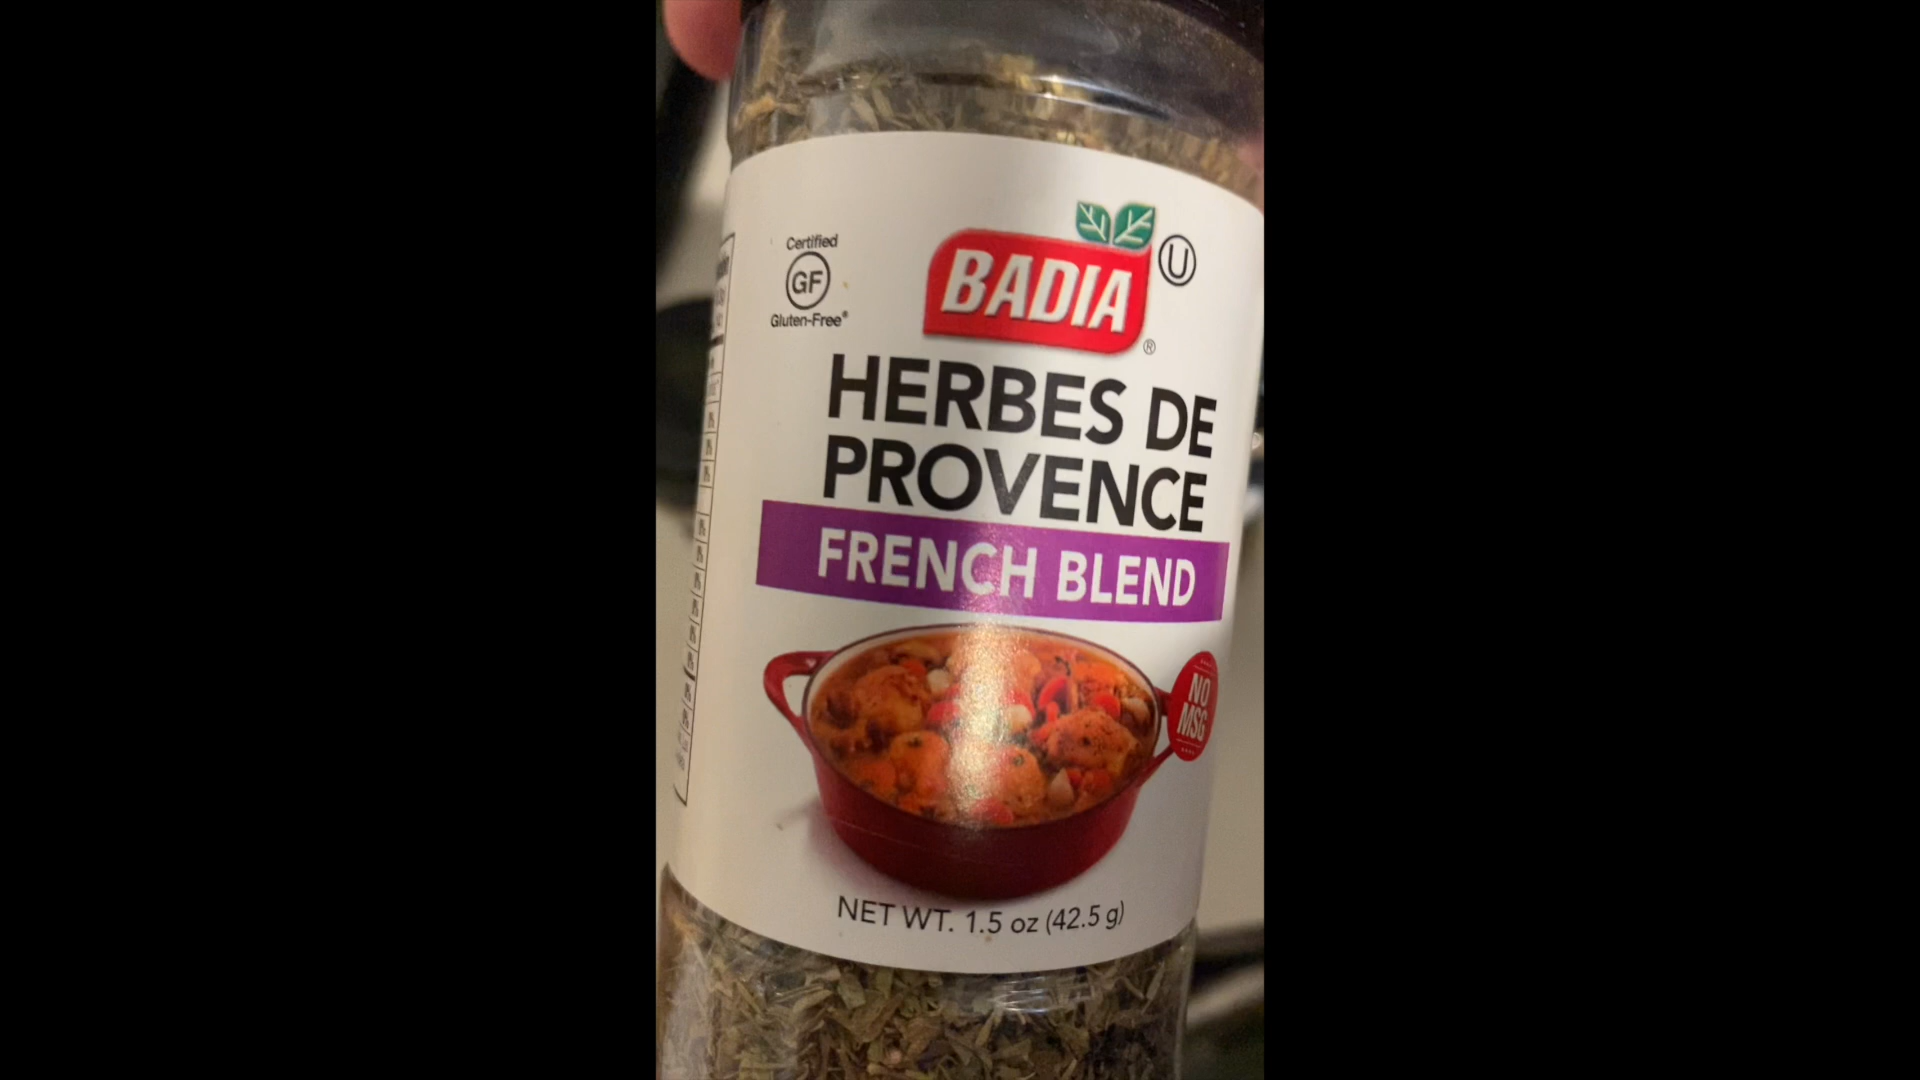 Certified
GF
Gluten-Free®
BADIA®
U
HERBES DE
PROVENCE
FRENCH BLEND
NO
MSG
NET WT. 1.5 oz (42.5 g)